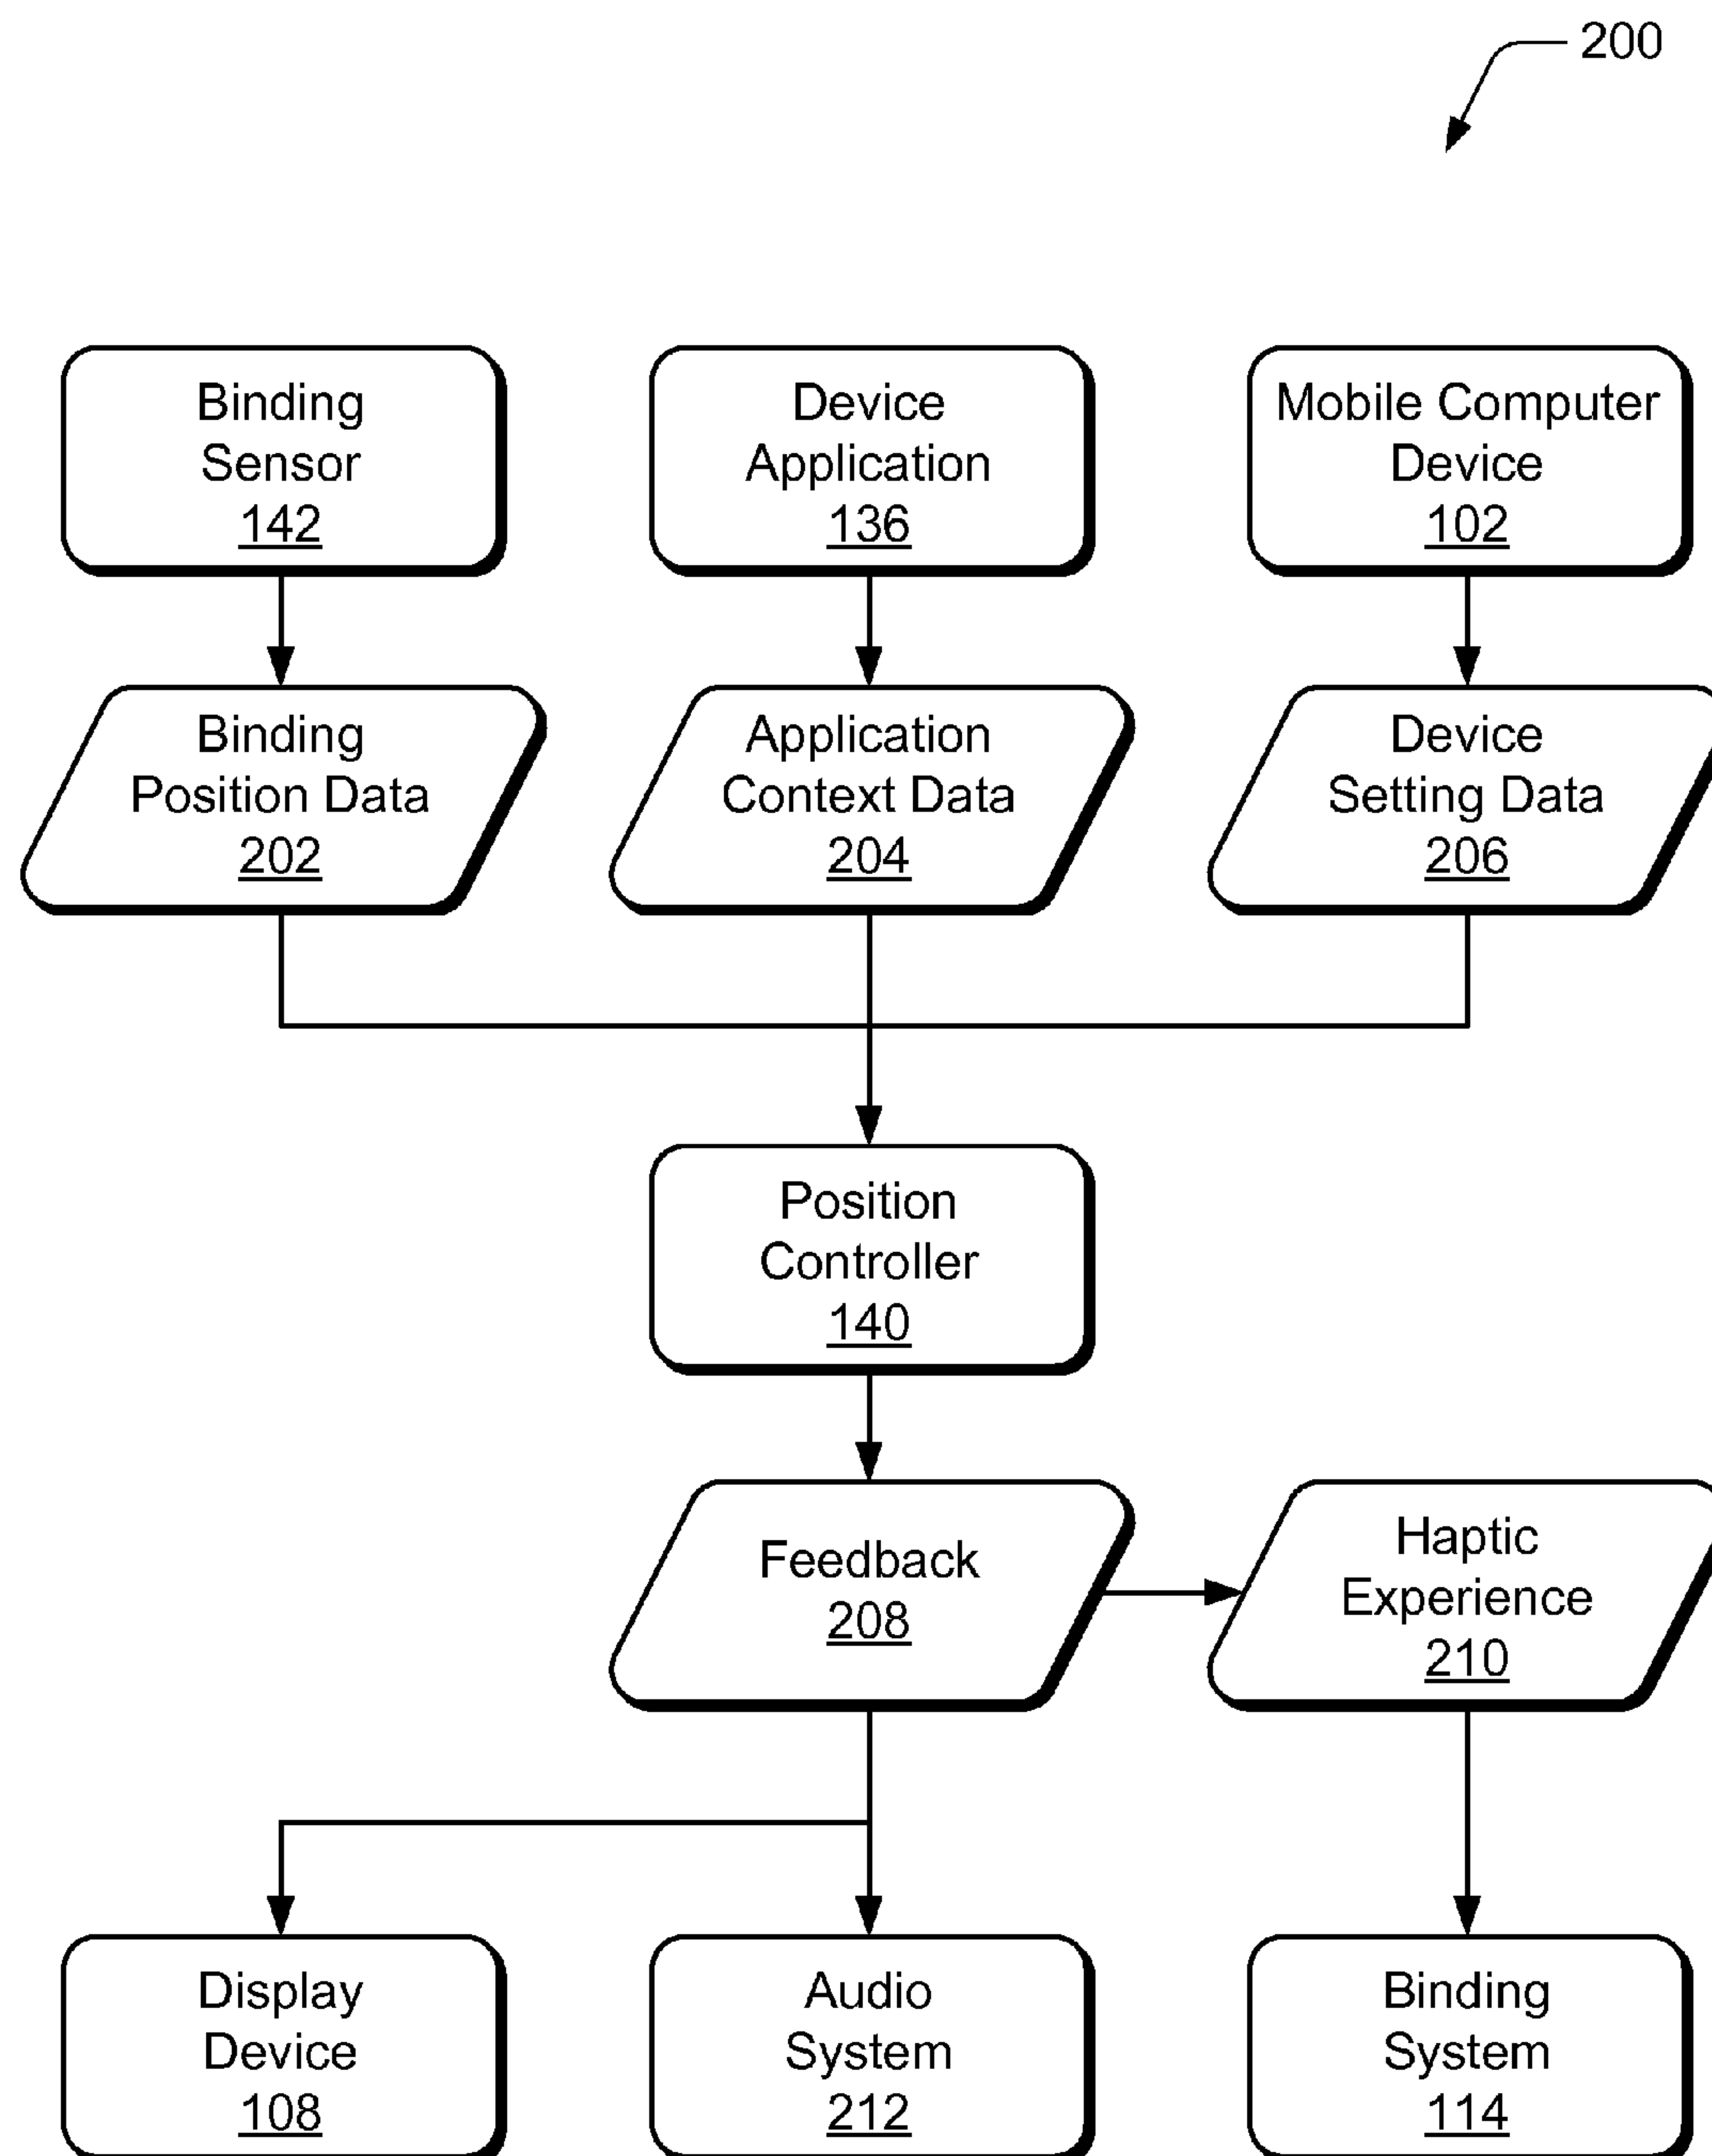 200
Binding
Sensor
142
Device
Application
136
Mobile Computer
Device
102
Binding
Position Data
202
Application
Context Data
204
Device
Setting Data
206
Position
Controller
140
Feedback
208
Haptic
Experience
210
Display
Device
108
Audio
System
212
Binding
System
114